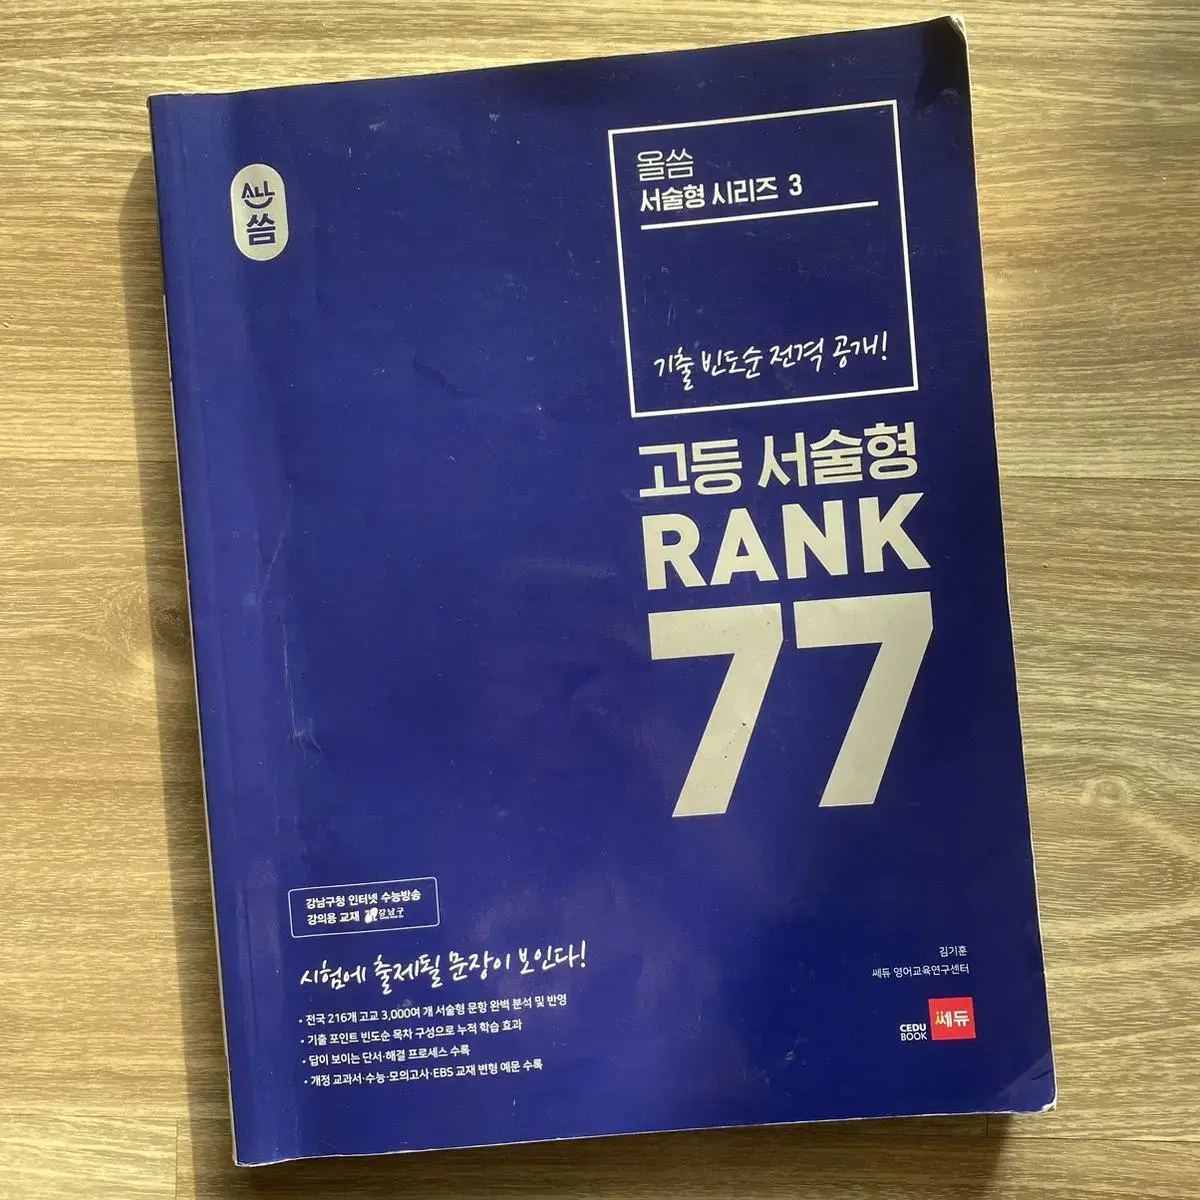 ALL
씀
올씀
서술형 시리즈 3
기출 빈도순 전격 공개!
고등 서술형
RANK
77
강남구청 인터넷 수능방송
강의용 교재 강남구
시험에 출제될 문장이 보인다!
• 전국 216개 고교 3,000여 개 서술형 문항 완벽 분석 및 반영
• 기출 포인트 빈도순 목차 구성으로 누적 학습 효과
• 답이 보이는 단서·해결 프로세스 수록
• 개정 교과서·수능·모의고사·EBS 교재 변형 예문 수록
김기훈
쎄듀 영어교육연구센터
CEDU
BOOK
쎄듀